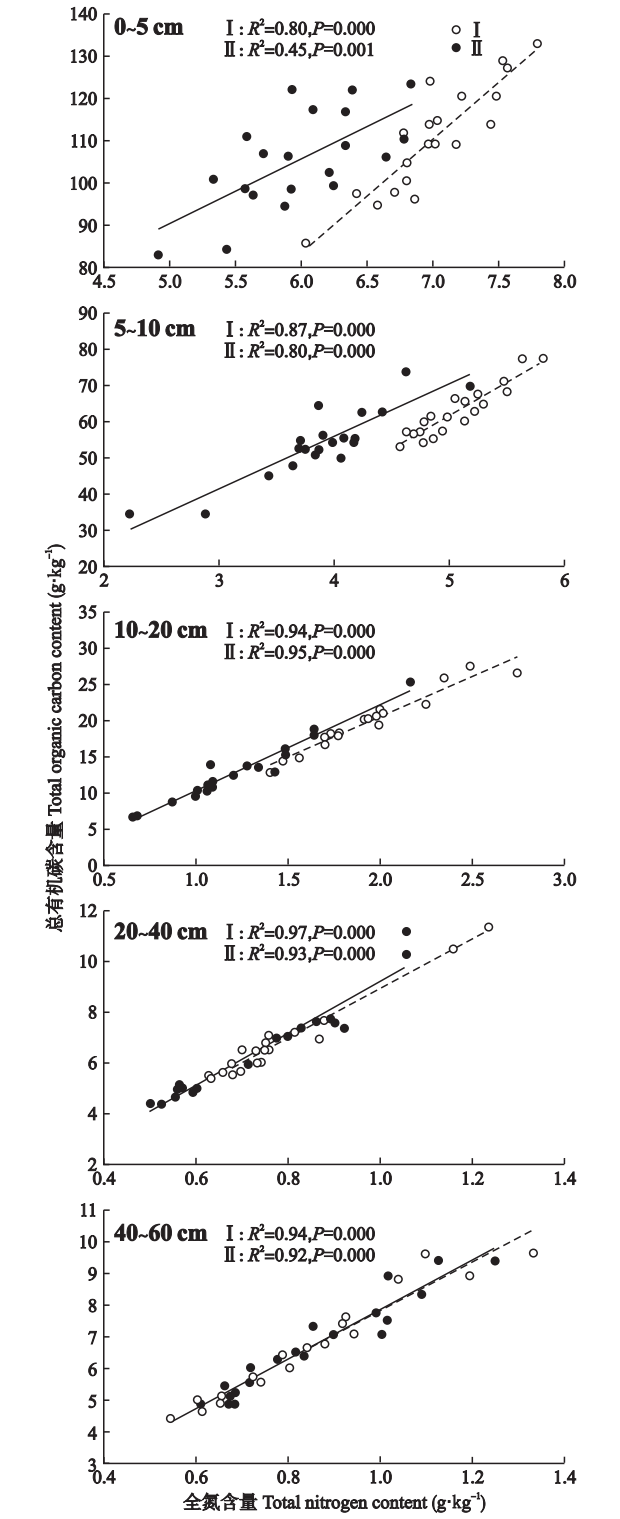 140
130
120
110
100
90
80
0~5 cm
Ⅰ: R²=0.80,P=0.000
Ⅱ: R²=0.45,P=0.001
Ⅰ
Ⅱ
4.5 5.0 5.5 6.0 6.5 7.0 7.5 8.0
90
80
70
60
50
40
30
20
5~10 cm
Ⅰ: R²=0.87,P=0.000
Ⅱ: R²=0.80,P=0.000
2 3 4 5 6
35
30
25
20
15
10
5
0
10~20 cm
Ⅰ: R²=0.94,P=0.000
Ⅱ: R²=0.95,P=0.000
0.5 1.0 1.5 2.0 2.5 3.0
12
10
8
6
4
2
20~40 cm
Ⅰ: R²=0.97,P=0.000
Ⅱ: R²=0.93,P=0.000
0.4 0.6 0.8 1.0 1.2 1.4
11
10
9
8
7
6
5
4
3
40~60 cm
Ⅰ: R²=0.94,P=0.000
Ⅱ: R²=0.92,P=0.000
0.4 0.6 0.8 1.0 1.2 1.4
总有机碳含量 Total organic carbon content (g·kg⁻¹)
全氮含量 Total nitrogen content (g·kg⁻¹)